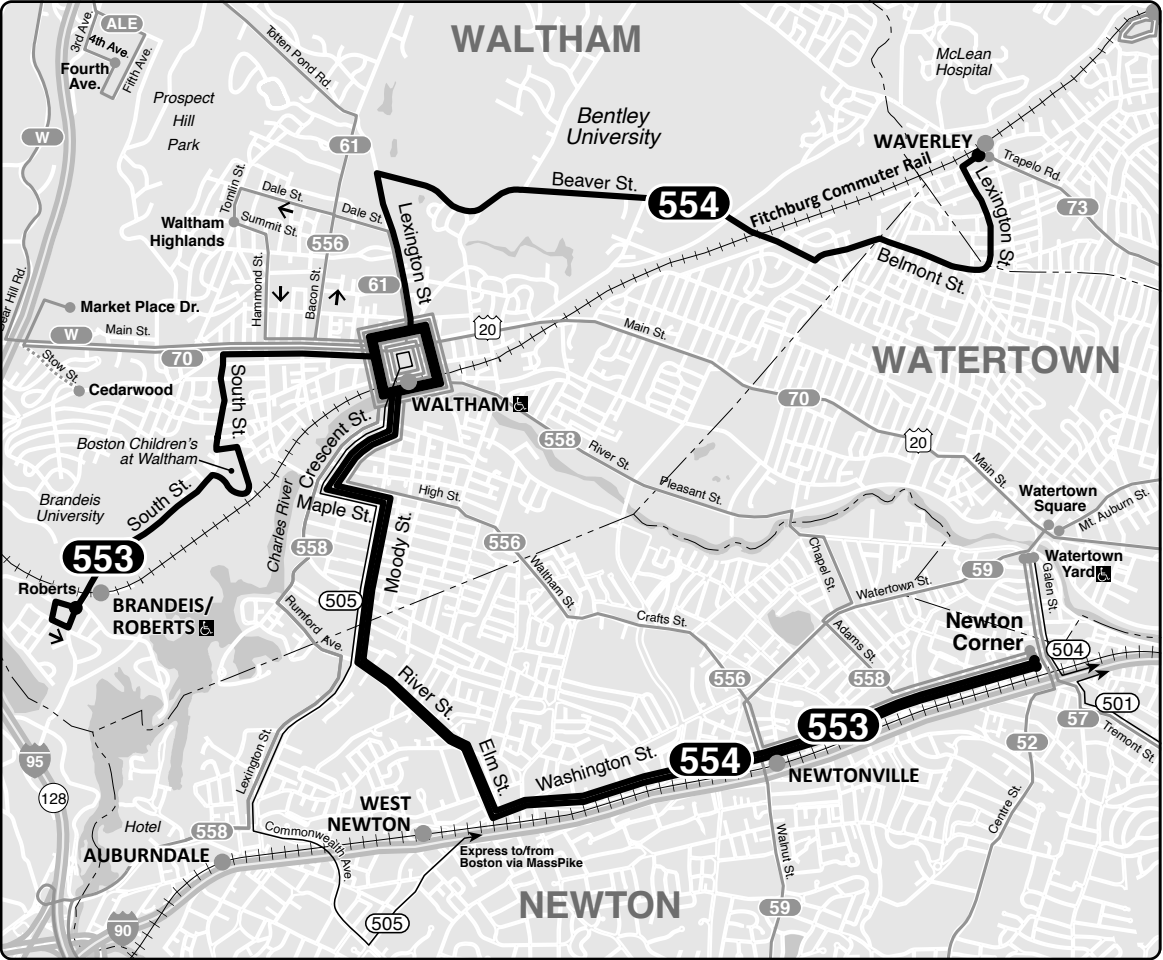 WALTHAM
ALE
3rd Ave.
4th Ave.
Fifth Ave.
Fourth
Ave.
Totten Pond Rd.
McLean
Hospital
Prospect
Hill
Park
Bentley
University
W
61
WAVERLEY
Trapelo Rd.
Fitchburg Commuter Rail
Beaver St.
554
73
Lexington St.
Belmont St.
Tomlin St.
Dale St.
Dale St.
Summit St.
Waltham
Highlands
556
Lexington St
61
Hammond St.
Bacon St.
Bear Hill Rd.
Market Place Dr.
W
Main St.
70
20
Main St.
WATERTOWN
Stow St.
Cedarwood
South St.
WALTHAM
70
558
River St.
20
Main St.
Boston Children's
at Waltham
Crescent St.
Pleasant St.
Brandeis
University
South St.
Charles River
Maple St.
High St.
Watertown
Square
Mt. Auburn St.
553
558
Moody St.
556
Chapel St.
59
Watertown
Yard
Roberts
BRANDEIS/
ROBERTS
505
Waltham St.
Watertown St.
Galen St.
Rumford Ave.
Crafts St.
Adams St.
Newton
Corner
504
556
558
501
River St.
553
57
52
Tremont St.
Lexington St.
Elm St.
Washington St.
554
95
NEWTONVILLE
128
WEST
NEWTON
Centre St.
Hotel
558
Commonwealth Ave.
Walnut St.
AUBURNDALE
Express to/from
Boston via MassPike
NEWTON
59
505
90